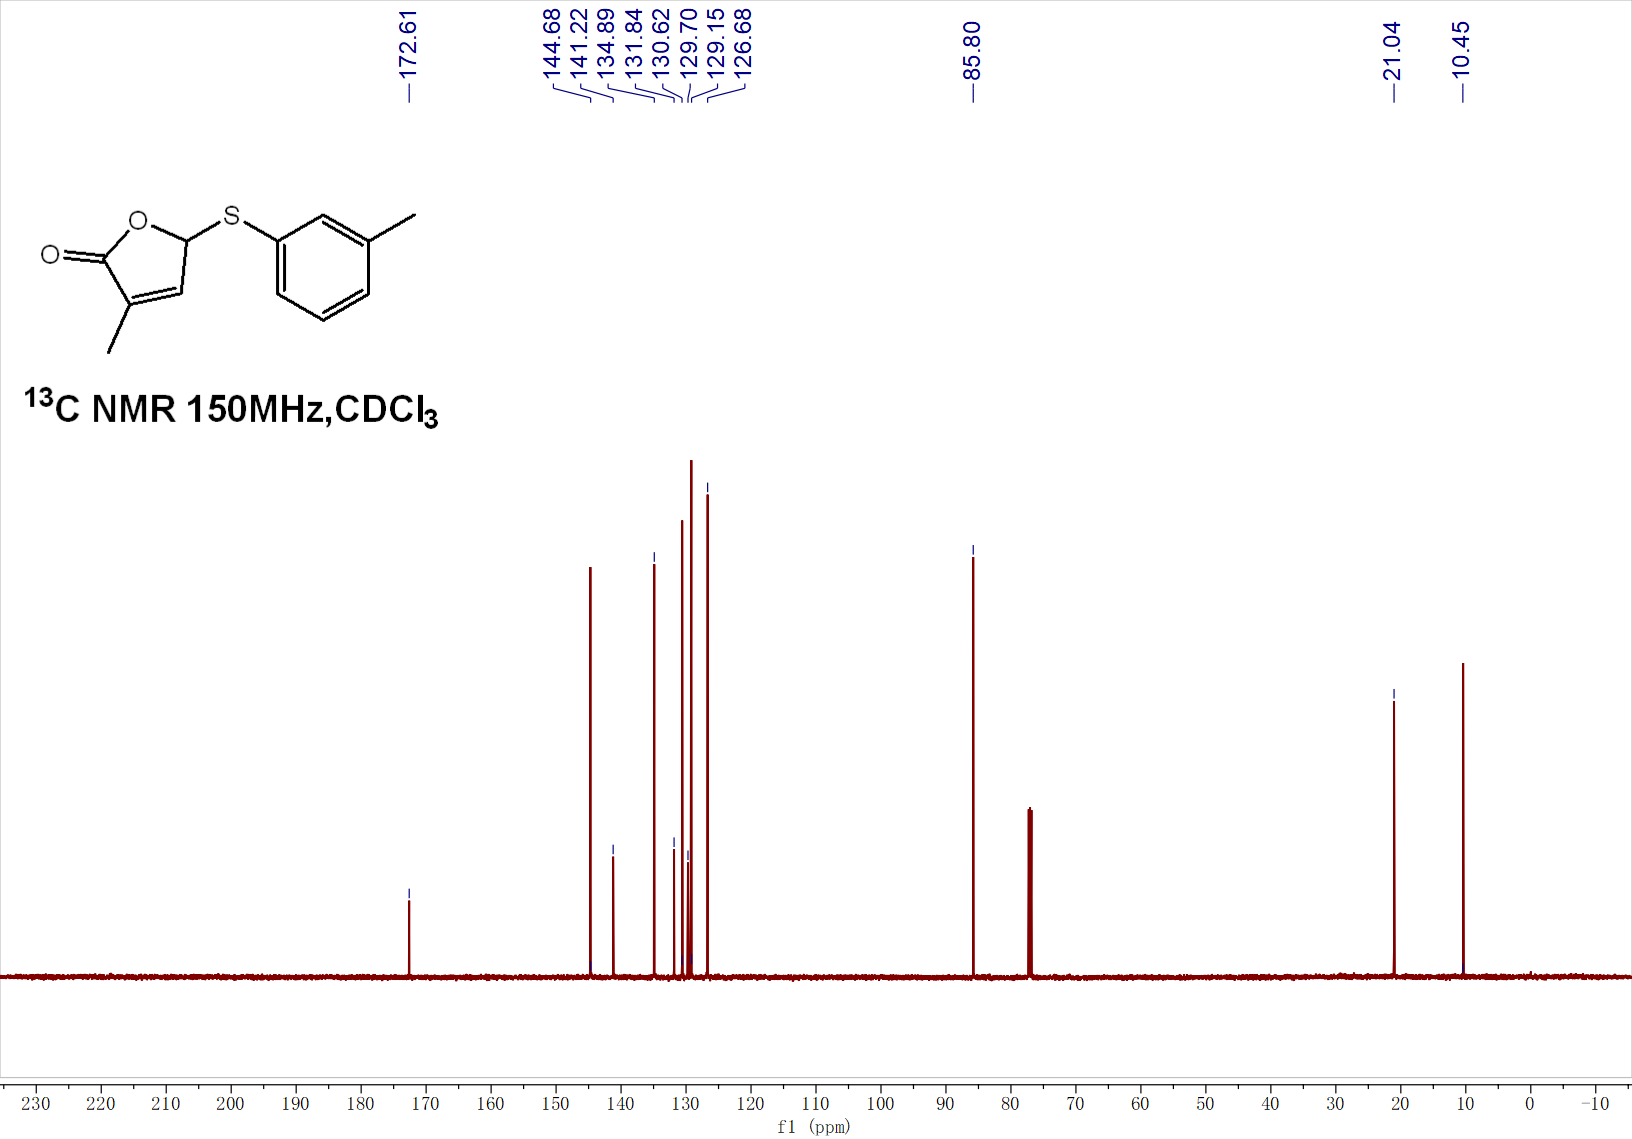 —172.61
144.68
141.22
134.89
131.84
130.62
129.70
129.15
126.68
—85.80
—21.04
—10.45
O
O
S
¹³C NMR 150MHz,CDCl₃
230 220 210 200 190 180 170 160 150 140 130 120 110 100 90 80 70 60 50 40 30 20 10 0 -10
f1 (ppm)